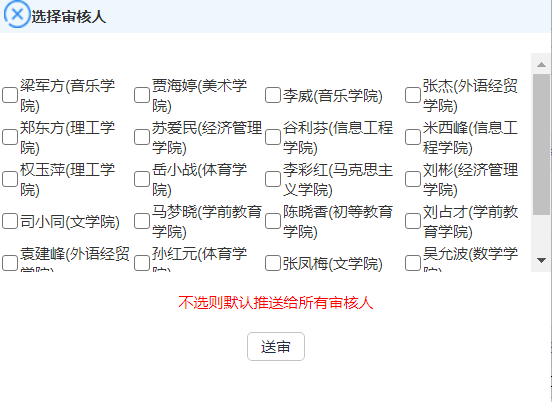 选择审核人
梁军方(音乐学院)
贾海婷(美术学院)
李威(音乐学院)
张杰(外语经贸学院)
郑东方(理工学院)
苏爱民(经济管理学院)
谷利芬(信息工程学院)
米西峰(信息工程学院)
权玉萍(理工学院)
岳小战(体育学院)
李彩红(马克思主义学院)
刘彬(经济管理学院)
司小同(文学院)
马梦晓(学前教育学院)
陈晓香(初等教育学院)
刘占才(学前教育学院)
袁建峰(外语经贸学院)
孙红元(体育学院)
张凤梅(文学院)
吴允波(数学学院)
不选则默认推送给所有审核人
送审